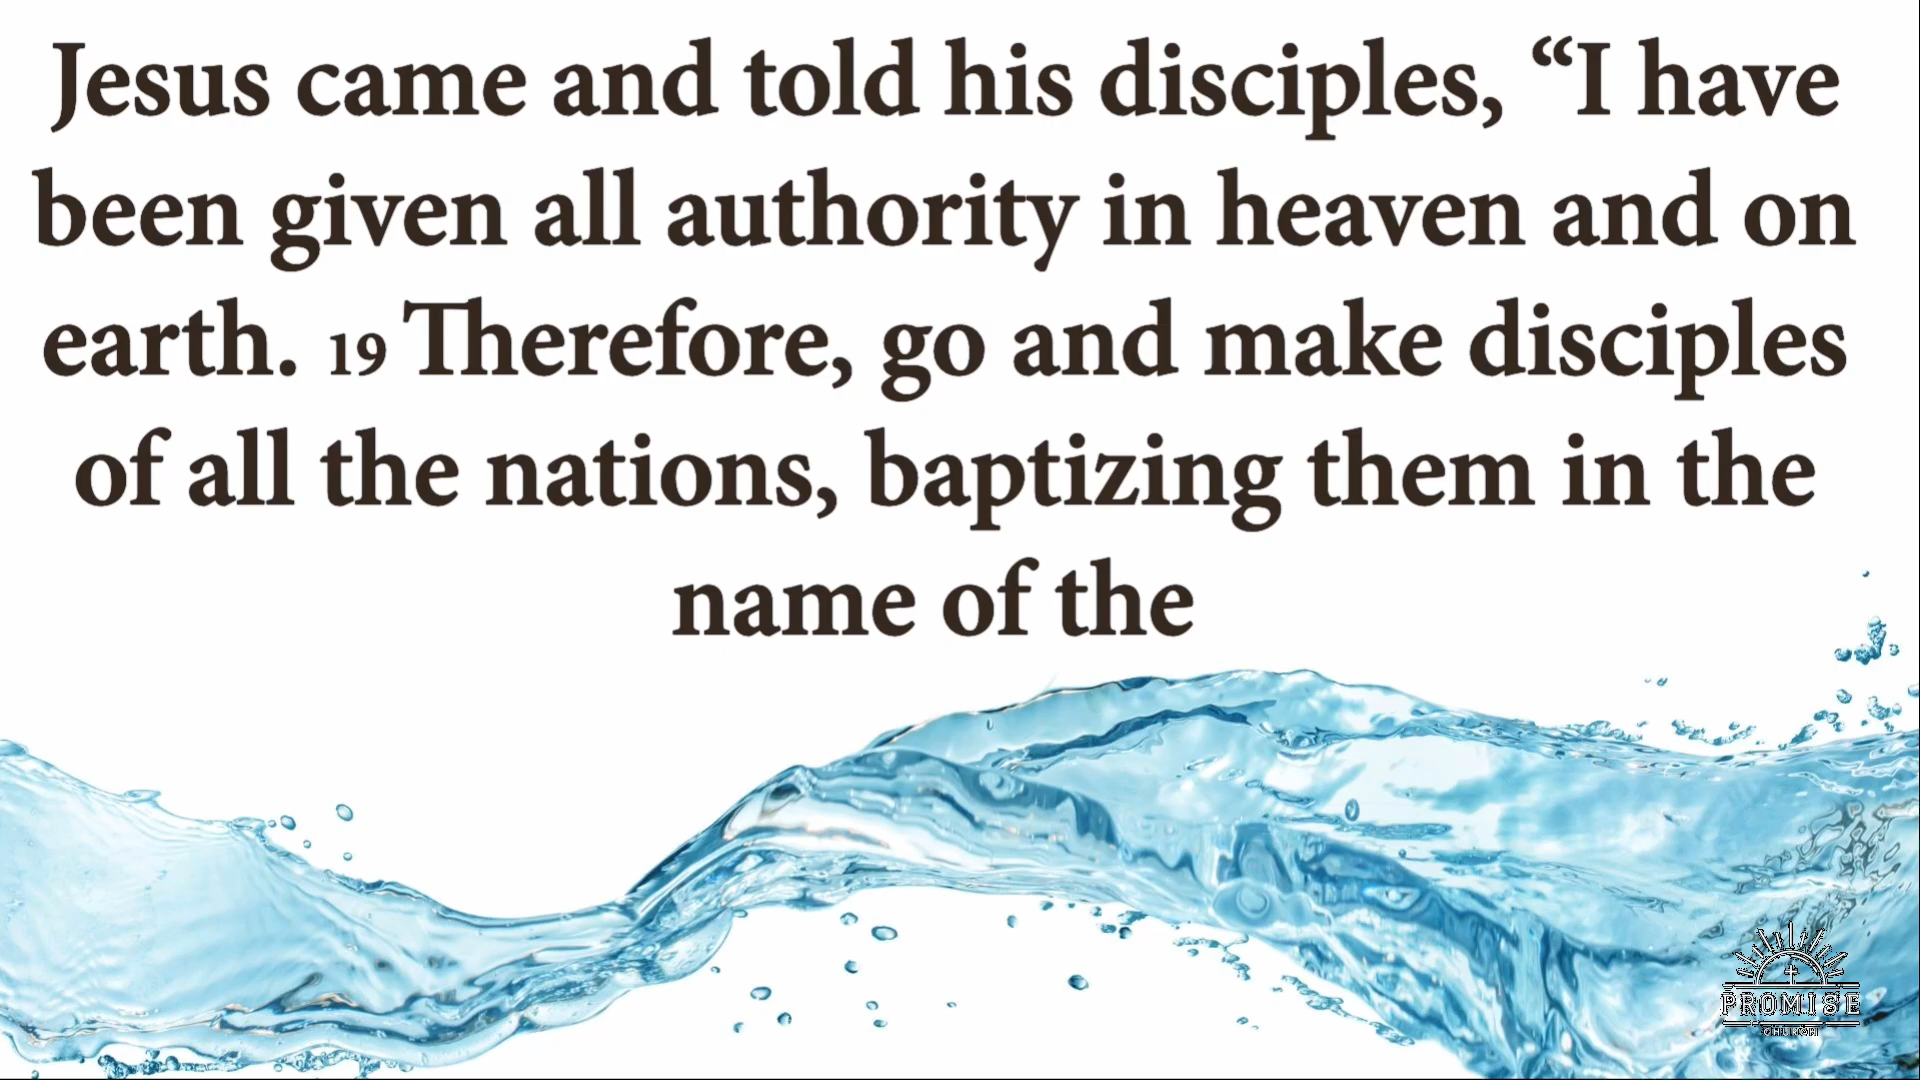 Jesus came and told his disciples, “I have
been given all authority in heaven and on
earth. 19 Therefore, go and make disciples
of all the nations, baptizing them in the
name of the
PROMISE
CHURCH